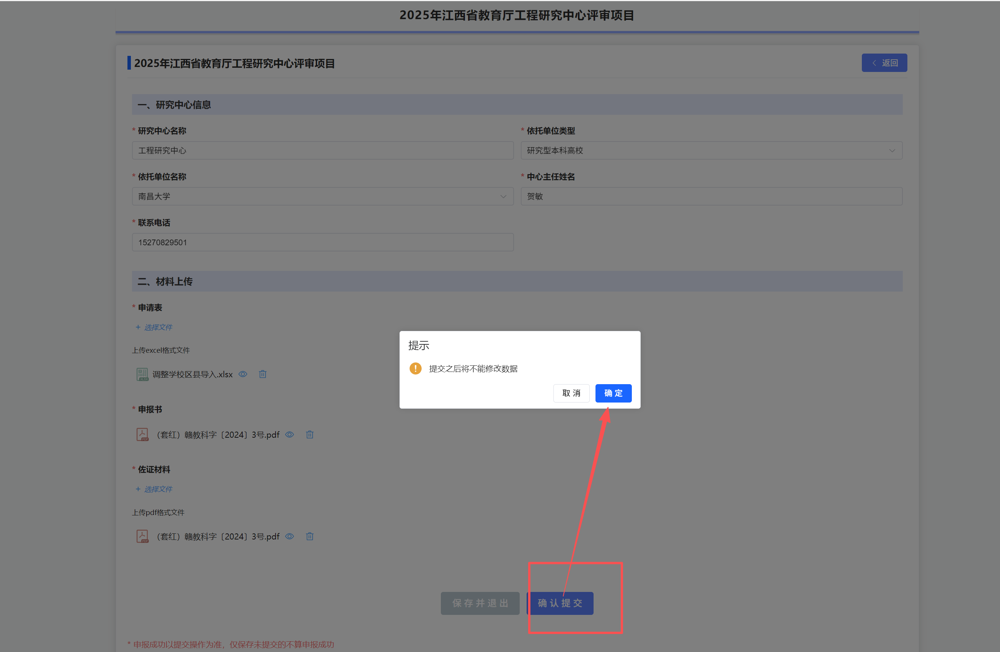 2025年江西省教育厅工程研究中心评审项目
2025年江西省教育厅工程研究中心评审项目
返回
一、研究中心信息
* 研究中心名称
* 依托单位类型
工程研究中心
研究型本科高校
* 依托单位名称
* 中心主任姓名
南昌大学
贺敏
* 联系电话
15270829501
二、材料上传
* 申请表
+ 选择文件
上传excel格式文件
XLSX 调整学校区县导入.xlsx
* 申报书
PDF （套红）赣教科字〔2024〕3号.pdf
* 佐证材料
+ 选择文件
上传pdf格式文件
PDF （套红）赣教科字〔2024〕3号.pdf
提示
提交之后将不能修改数据
取消 确定
保存并退出 确认提交
* 申报成功以提交操作为准，仅保存未提交的不算申报成功